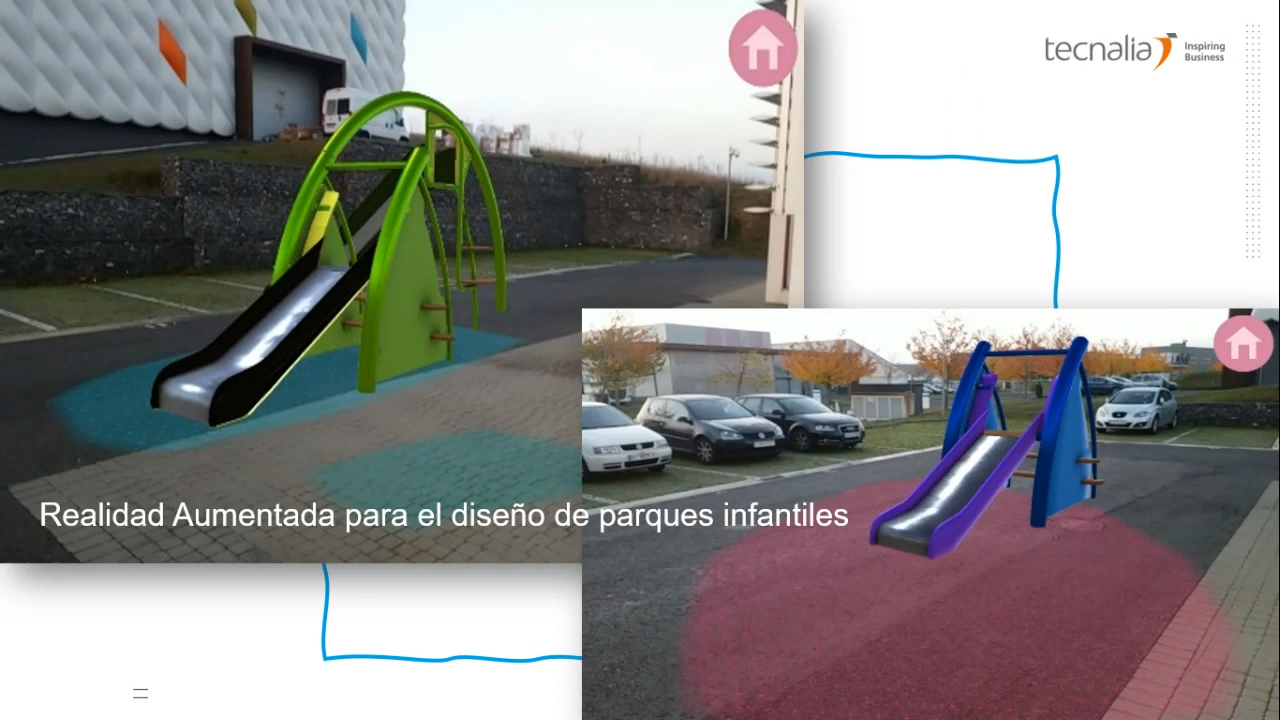 tecnalia
Inspiring
Business
Realidad Aumentada para el diseño de parques infantiles